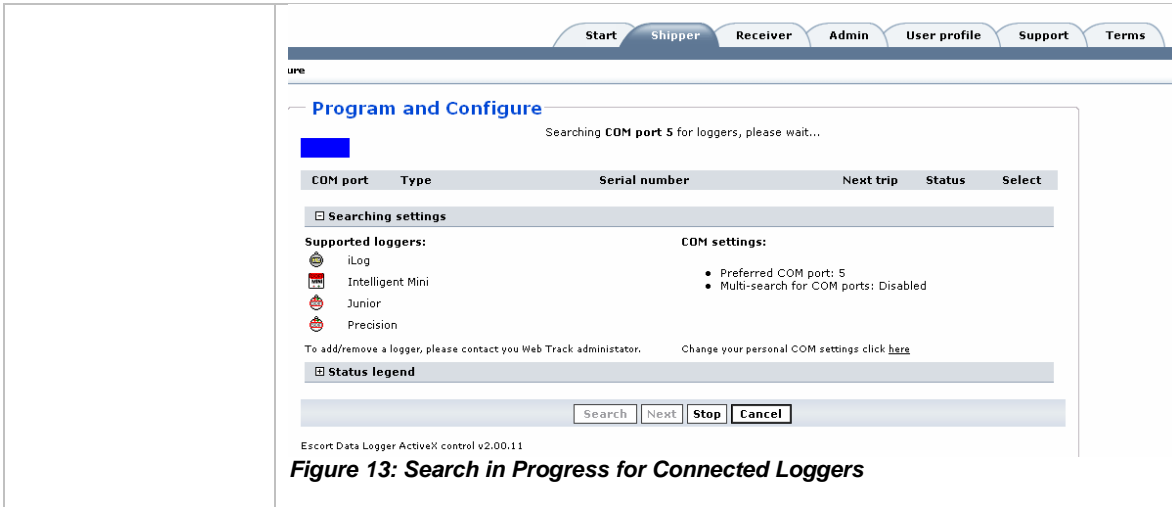 Start Shipper Receiver Admin User profile Support Terms
ure
Program and Configure
Searching COM port 5 for loggers, please wait...
COM port Type Serial number Next trip Status Select
Searching settings
Supported loggers: COM settings:
iLog
Intelligent Mini
Junior
Precision
• Preferred COM port: 5
• Multi-search for COM ports: Disabled
To add/remove a logger, please contact you Web Track administator. Change your personal COM settings click here
Status legend
Search Next Stop Cancel
Escort Data Logger ActiveX control v2.00.11
Figure 13: Search in Progress for Connected Loggers